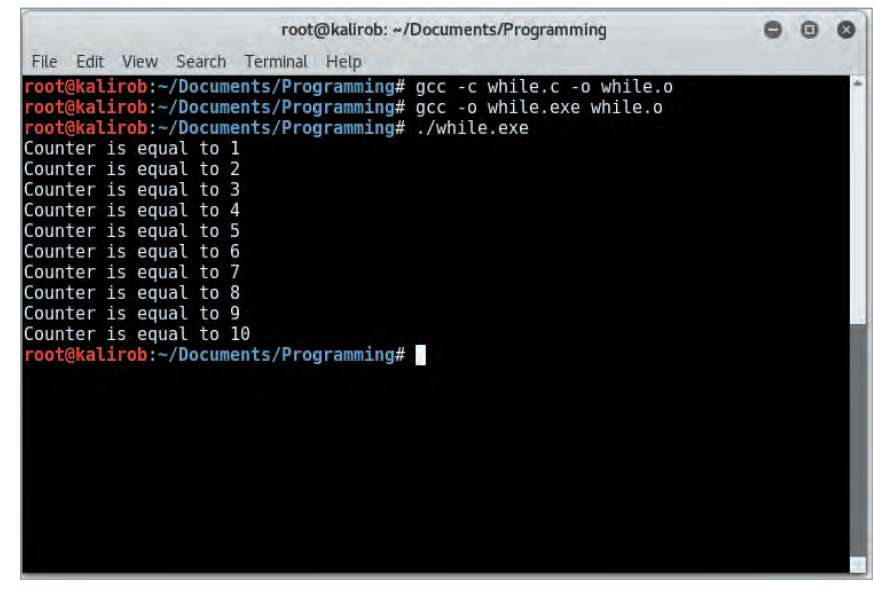 root@kalirob: ~/Documents/Programming
File Edit View Search Terminal Help
root@kalirob:~/Documents/Programming# gcc -c while.c -o while.o
root@kalirob:~/Documents/Programming# gcc -o while.exe while.o
root@kalirob:~/Documents/Programming# ./while.exe
Counter is equal to 1
Counter is equal to 2
Counter is equal to 3
Counter is equal to 4
Counter is equal to 5
Counter is equal to 6
Counter is equal to 7
Counter is equal to 8
Counter is equal to 9
Counter is equal to 10
root@kalirob:~/Documents/Programming#